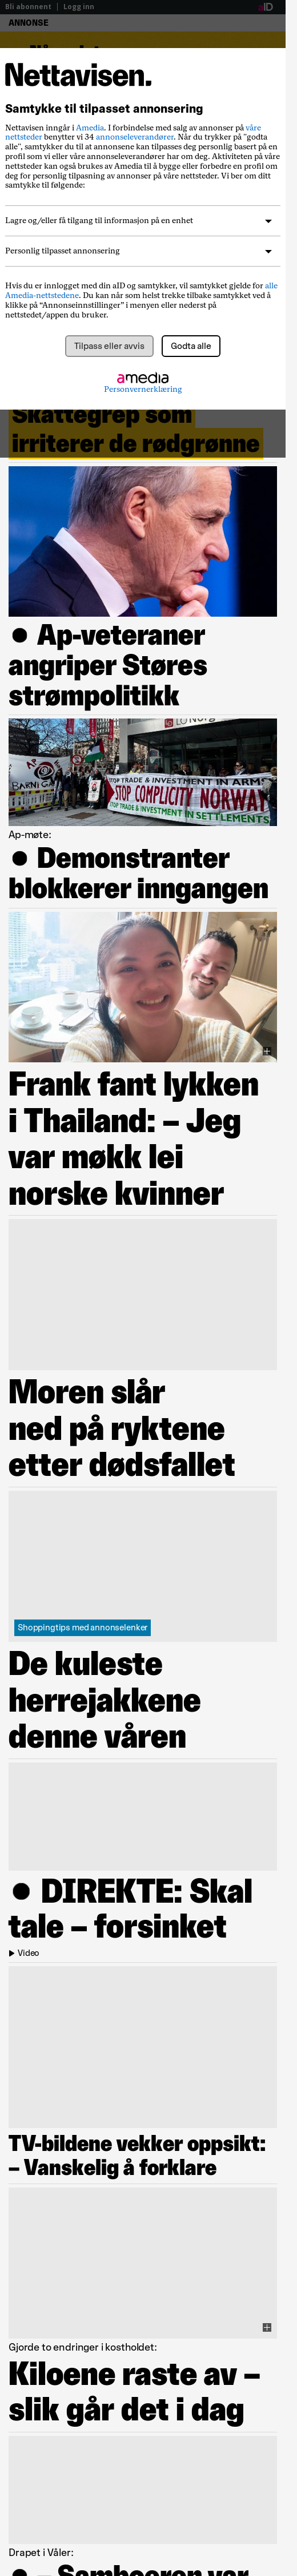 Bli abonnent | Logg inn
aID
ANNONSE
Nettavisen.
Samtykke til tilpasset annonsering
Nettavisen inngår i Amedia. I forbindelse med salg av annonser på våre
nettsteder benytter vi 34 annonseleverandører. Når du trykker på "godta
alle", samtykker du til at annonser kan tilpasses deg personlig basert på en
profil som vi eller våre annonseleverandører har om deg. Aktivitetene på våre
nettsteder kan også brukes av Amedia til å bygge eller forbedre en profil om
deg for personlig tilpasning av annonser på våre nettsteder. Vi ber om ditt
samtykke til følgende:
Lagre og/eller få tilgang til informasjon på en enhet
Personlig tilpasset annonsering
Hvis du er innlogget med din aID og samtykker, vil samtykket gjelde for alle
Amedia-nettstedene. Du kan når som helst trekke tilbake samtykket ved å
klikke på “Annonseinnstillinger” i menyen eller nederst på
nettstedet/appen du bruker.
Tilpass eller avvis
Godta alle
amedia
Personvernerklæring
Skattegrep som
irriterer de rødgrønne
● Ap-veteraner
angriper Støres
strømpolitikk
STOP TRADE & INVESTMENT IN ARMS
STOP COMPLICITY NORWAY
STOP TRADE & INVESTMENT IN SETTLEMENTS
Ap-møte:
● Demonstranter
blokkerer inngangen
Frank fant lykken
i Thailand: – Jeg
var møkk lei
norske kvinner
Moren slår
ned på ryktene
etter dødsfallet
Shoppingtips med annonselenker
De kuleste
herrejakkene
denne våren
● DIREKTE: Skal
tale – forsinket
Video
TV-bildene vekker oppsikt:
– Vanskelig å forklare
Gjorde to endringer i kostholdet:
Kiloene raste av –
slik går det i dag
Drapet i Våler:
● – Samboeren var